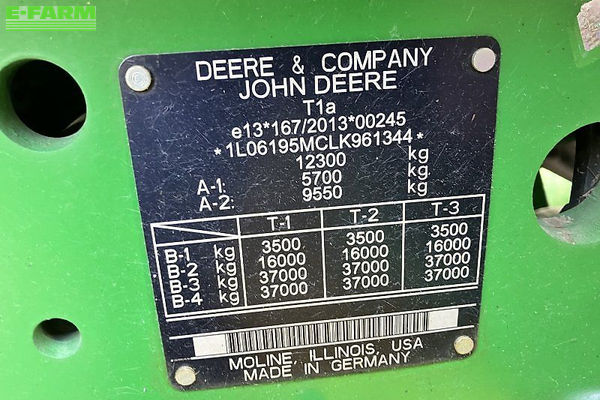 E-FARM
DEERE & COMPANY
JOHN DEERE
T1a
e13*167/2013*00245
*1L06195MCLK961344*
12300 kg
A-1: 5700 kg
A-2: 9550 kg
T-1 T-2 T-3
B-1 kg 3500 3500 3500
B-2 kg 16000 16000 16000
B-3 kg 37000 37000 37000
B-4 kg 37000 37000 37000
MOLINE, ILLINOIS, USA
MADE IN GERMANY